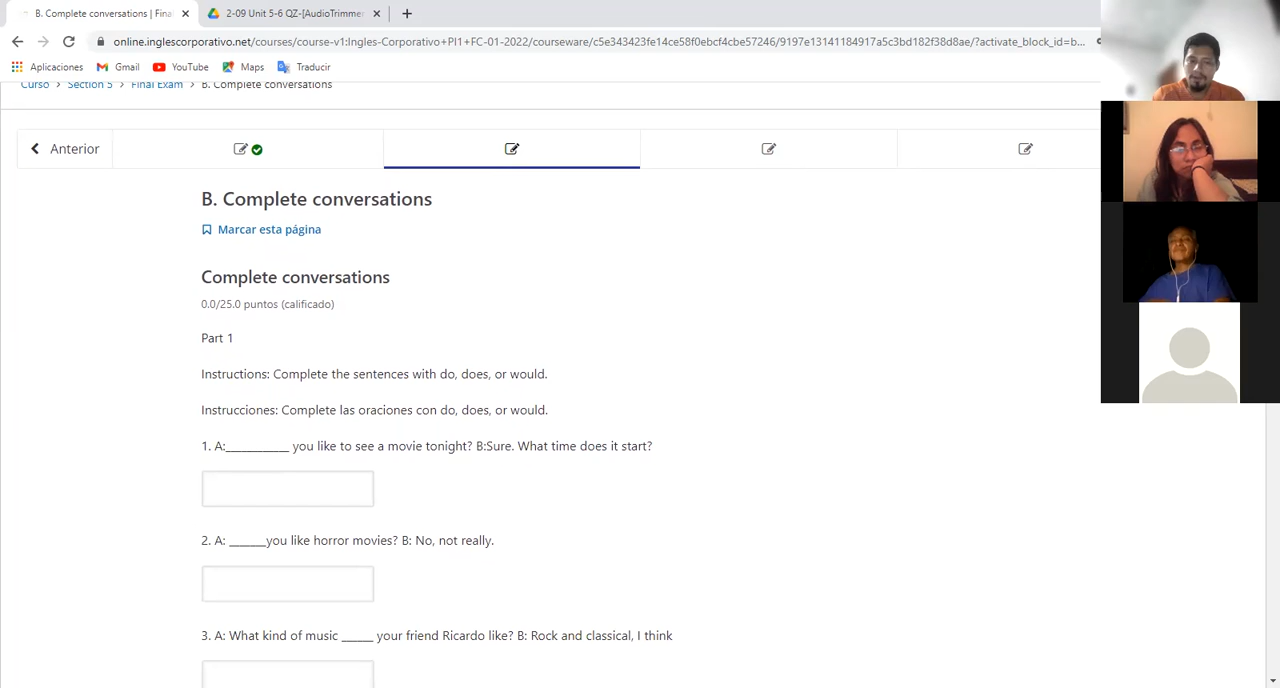 B. Complete conversations | Fina
2-09 Unit 5-6 QZ-[AudioTrimmer
online.inglescorporativo.net/courses/course-v1:Ingles-Corporativo+PI1+FC-01-2022/courseware/c5e343423fe14ce58f0ebcf4cbe57246/9197e13141184917a5c3bd182f38d8ae/?activate_block_id=b...
Aplicaciones Gmail YouTube Maps Traducir
Curso > Section 5 > Final Exam > B. Complete conversations
Anterior
B. Complete conversations
Marcar esta página
Complete conversations
0.0/25.0 puntos (calificado)
Part 1
Instructions: Complete the sentences with do, does, or would.
Instrucciones: Complete las oraciones con do, does, or would.
1. A:___________ you like to see a movie tonight? B:Sure. What time does it start?
2. A: ______you like horror movies? B: No, not really.
3. A: What kind of music _____ your friend Ricardo like? B: Rock and classical, I think